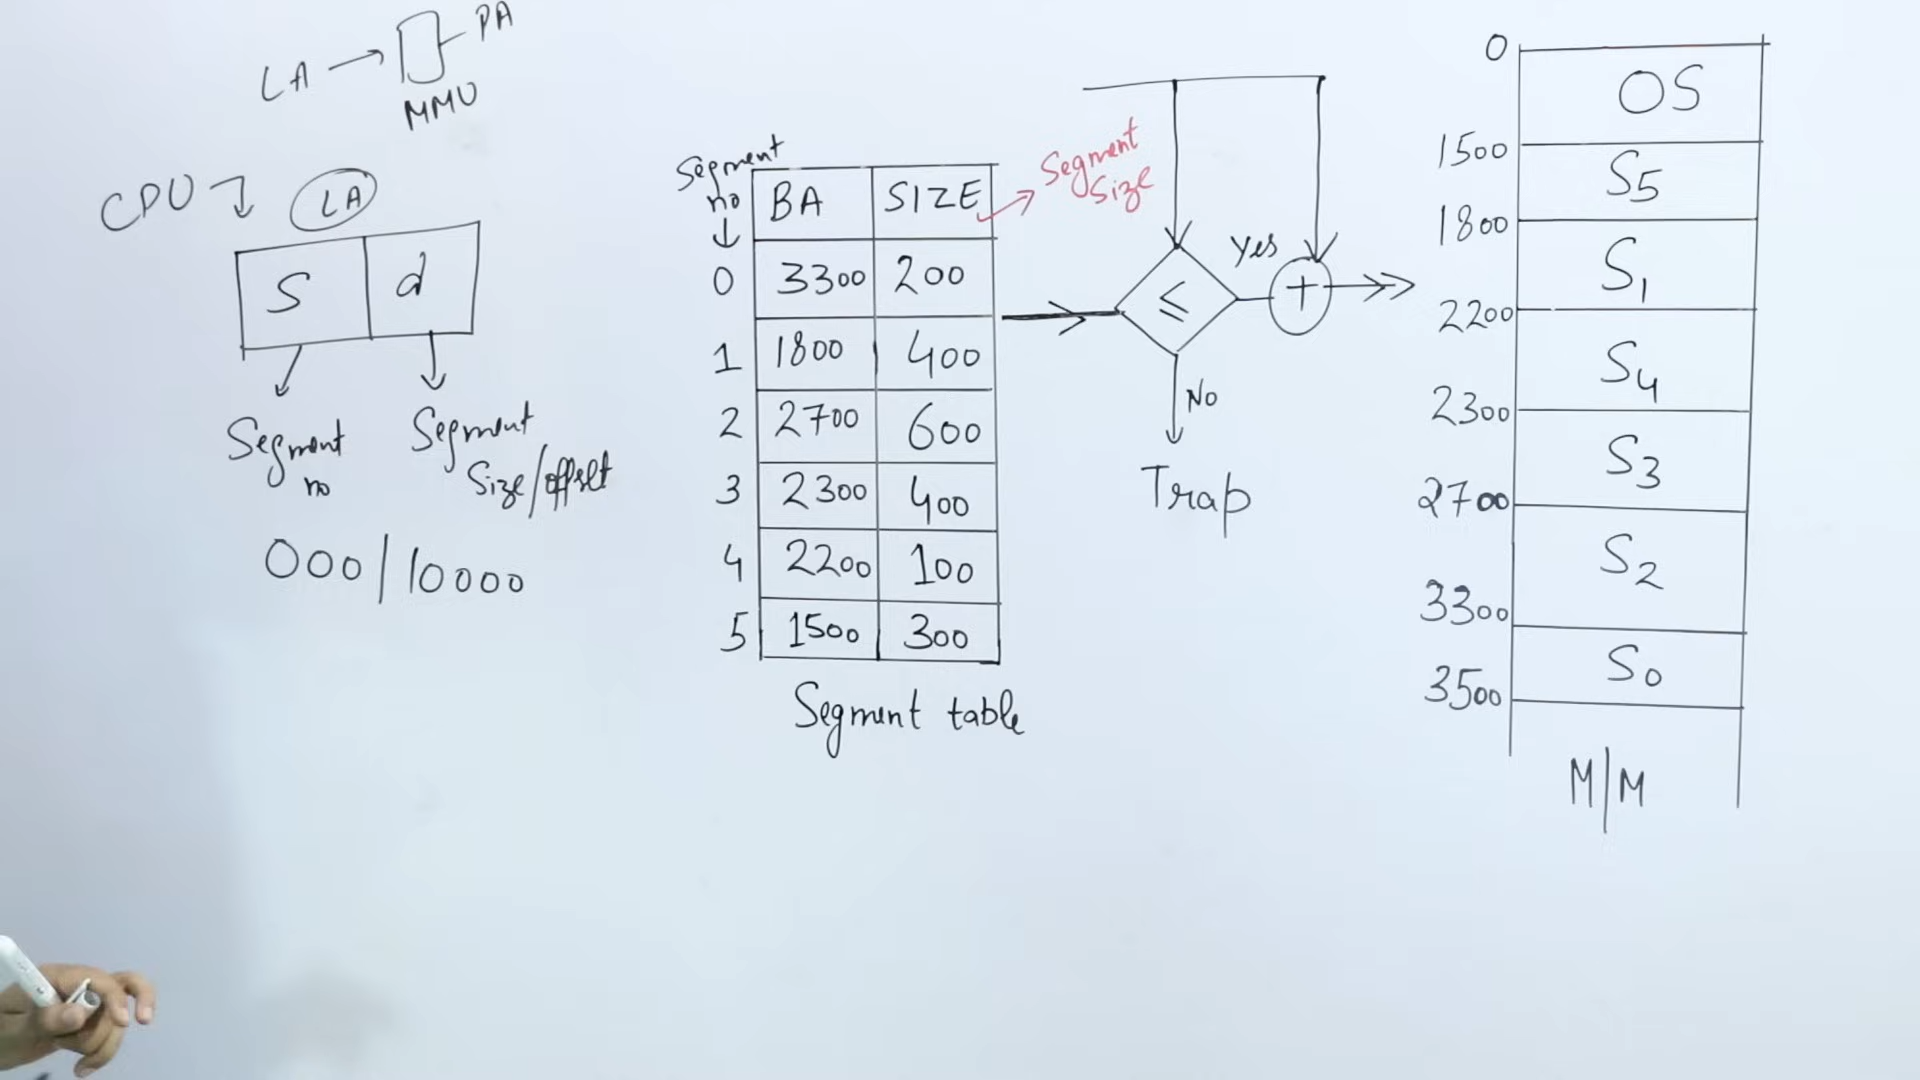 LA → MMU PA
CPU LA
S d
Segment no
Segment Size/offset
000/10000
Segment no
BA SIZE
Segment Size
0 3300 200
1 1800 400
2 2700 600
3 2300 400
4 2200 100
5 1500 300
Segment table
≤ Yes +
No
Trap
0
OS
1500
S5
1800
S1
2200
S4
2300
S3
2700
S2
3300
S0
3500
M/M